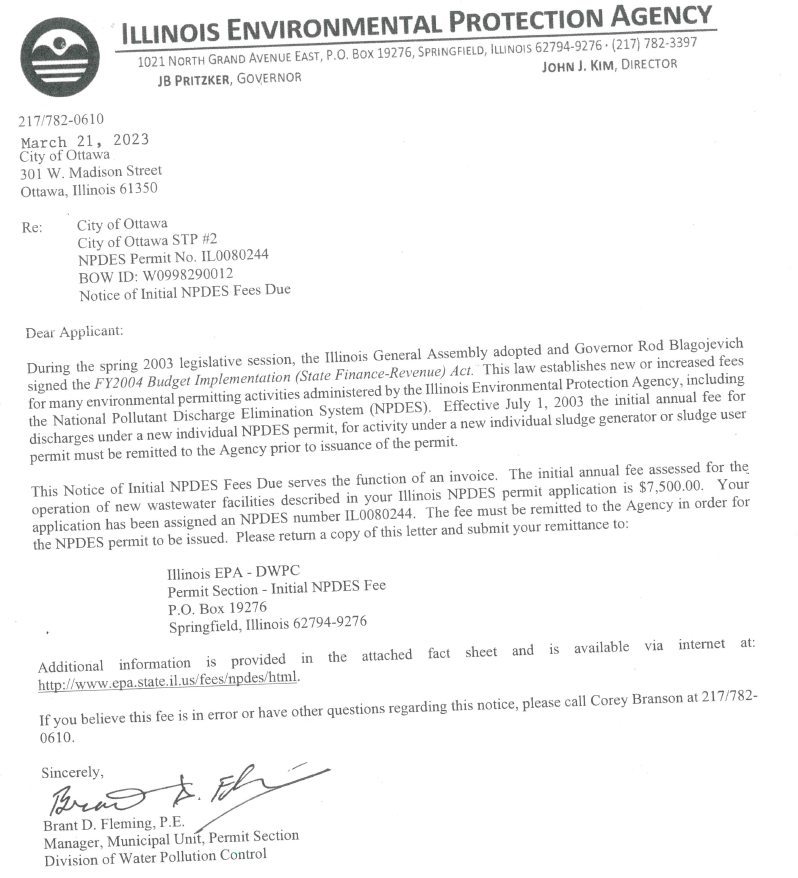 ILLINOIS ENVIRONMENTAL PROTECTION AGENCY
1021 NORTH GRAND AVENUE EAST, P.O. BOX 19276, SPRINGFIELD, ILLINOIS 62794-9276 · (217) 782-3397
JB PRITZKER, GOVERNOR JOHN J. KIM, DIRECTOR
217/782-0610
March 21, 2023
City of Ottawa
301 W. Madison Street
Ottawa, Illinois 61350
Re: City of Ottawa
City of Ottawa STP #2
NPDES Permit No. IL0080244
BOW ID: W0998290012
Notice of Initial NPDES Fees Due
Dear Applicant:
During the spring 2003 legislative session, the Illinois General Assembly adopted and Governor Rod Blagojevich
signed the FY2004 Budget Implementation (State Finance-Revenue) Act. This law establishes new or increased fees
for many environmental permitting activities administered by the Illinois Environmental Protection Agency, including
the National Pollutant Discharge Elimination System (NPDES). Effective July 1, 2003 the initial annual fee for
discharges under a new individual NPDES permit, for activity under a new individual sludge generator or sludge user
permit must be remitted to the Agency prior to issuance of the permit.
This Notice of Initial NPDES Fees Due serves the function of an invoice. The initial annual fee assessed for the
operation of new wastewater facilities described in your Illinois NPDES permit application is $7,500.00. Your
application has been assigned an NPDES number IL0080244. The fee must be remitted to the Agency in order for
the NPDES permit to be issued. Please return a copy of this letter and submit your remittance to:
Illinois EPA - DWPC
Permit Section - Initial NPDES Fee
P.O. Box 19276
Springfield, Illinois 62794-9276
Additional information is provided in the attached fact sheet and is available via internet at:
http://www.epa.state.il.us/fees/npdes/html.
If you believe this fee is in error or have other questions regarding this notice, please call Corey Branson at 217/782-
0610.
Sincerely,
Brant D. Fleming, P.E.
Manager, Municipal Unit, Permit Section
Division of Water Pollution Control